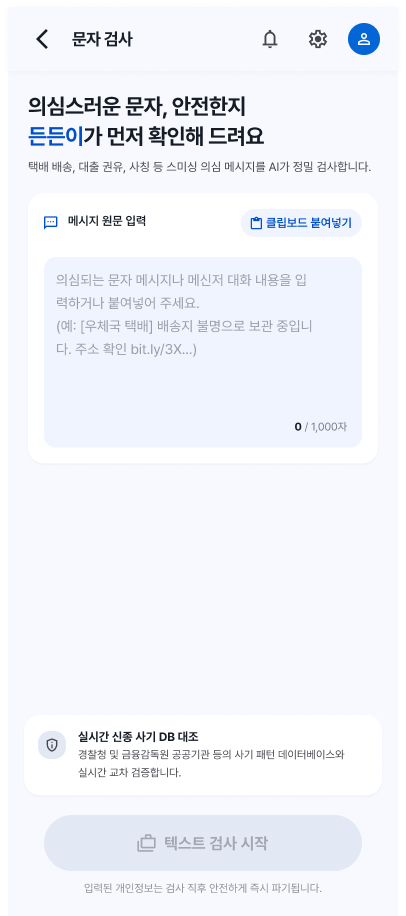 문자 검사
의심스러운 문자, 안전한지
든든이가 먼저 확인해 드려요
택배 배송, 대출 권유, 사칭 등 스미싱 의심 메시지를 AI가 정밀 검사합니다.
메시지 원문 입력
클립보드 붙여넣기
의심되는 문자 메시지나 메신저 대화 내용을 입
력하거나 붙여넣어 주세요.
(예: [우체국 택배] 배송지 불명으로 보관 중입니
다. 주소 확인 bit.ly/3X...)
0 / 1,000자
실시간 신종 사기 DB 대조
경찰청 및 금융감독원 공공기관 등의 사기 패턴 데이터베이스와
실시간 교차 검증합니다.
텍스트 검사 시작
입력된 개인정보는 검사 직후 안전하게 즉시 파기됩니다.